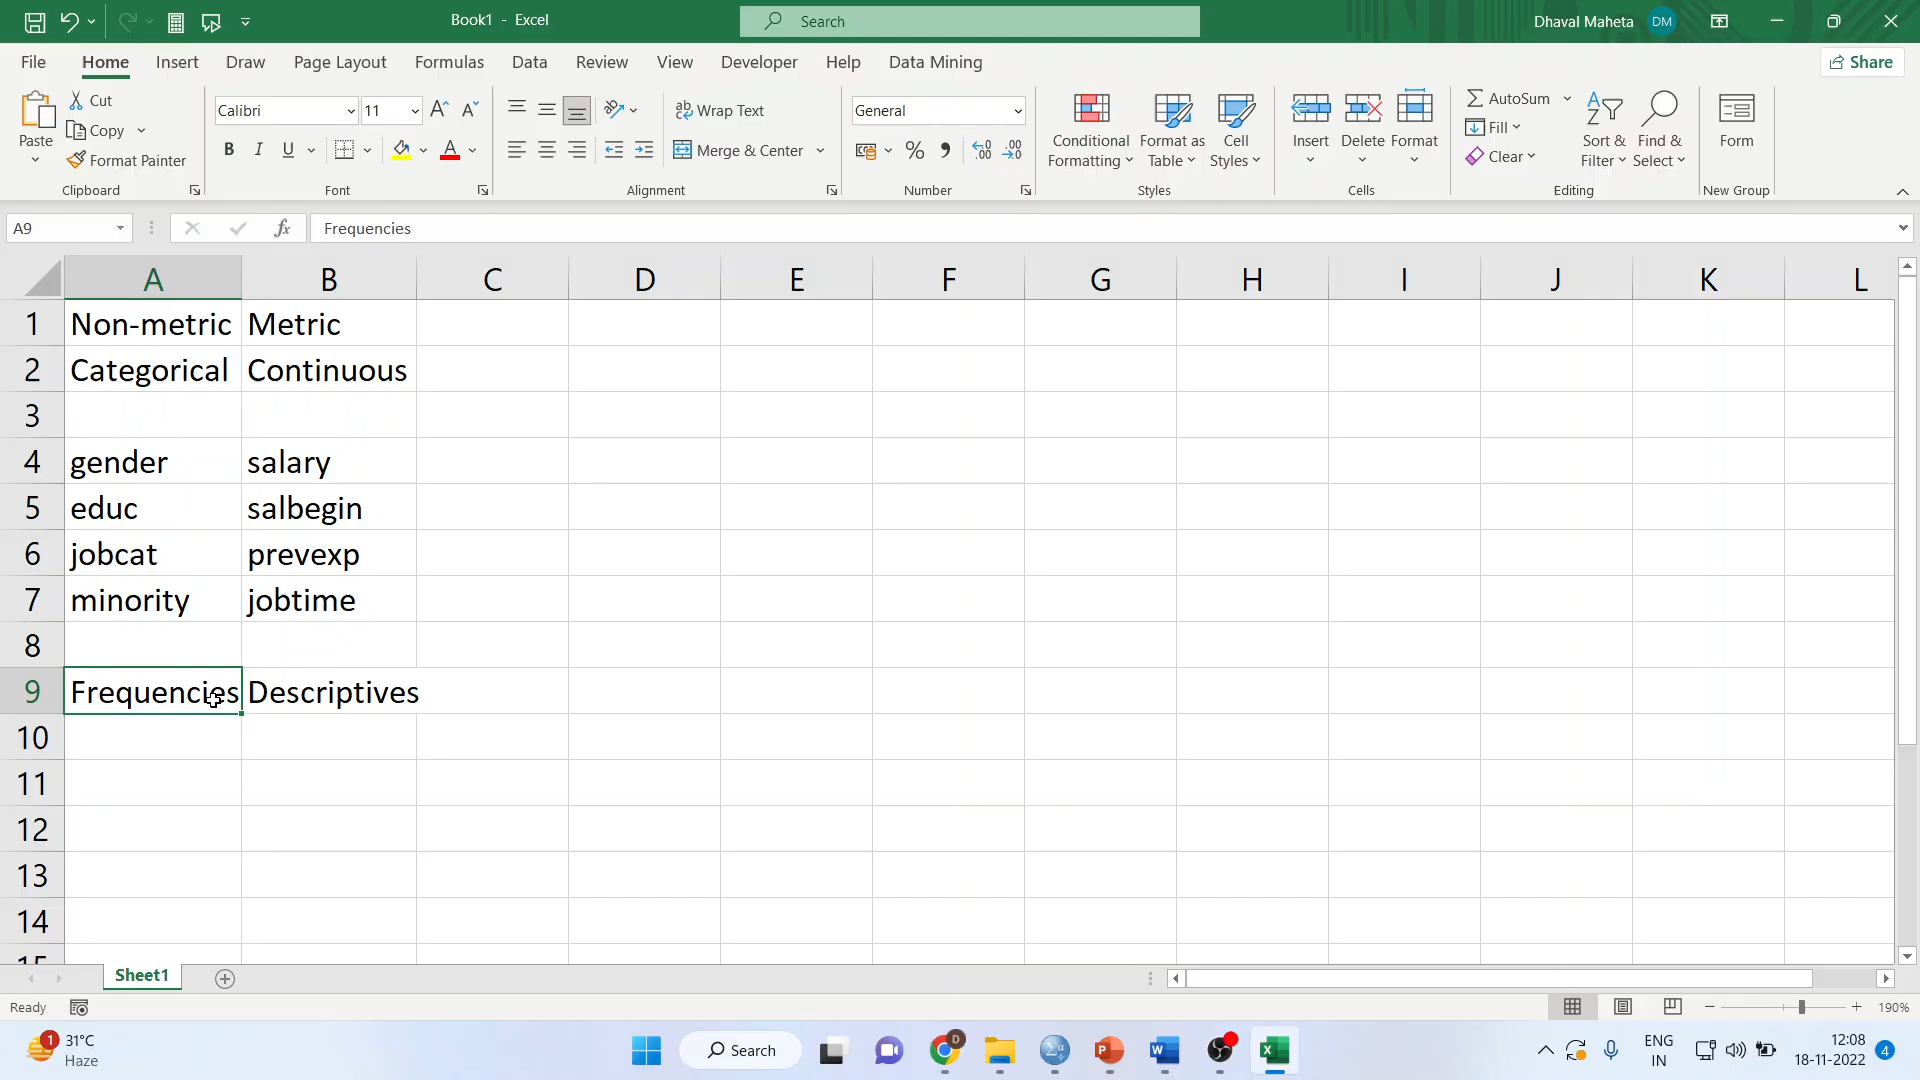 Book1 - Excel
Search
Dhaval Maheta DM
File Home Insert Draw Page Layout Formulas Data Review View Developer Help Data Mining
Share
Paste
Cut
Copy
Format Painter
Clipboard
Calibri 11
B I U
Font
Wrap Text
Merge & Center
Alignment
General
Number
Conditional Formatting
Format as Table
Cell Styles
Styles
Insert Delete Format
Cells
AutoSum
Fill
Clear
Sort & Filter
Find & Select
Editing
Form
New Group
A9
fx
Frequencies
A B C D E F G H I J K L
1 Non-metric Metric
2 Categorical Continuous
3
4 gender salary
5 educ salbegin
6 jobcat prevexp
7 minority jobtime
8
9 Frequencies Descriptives
10
11
12
13
14
15
Sheet1
Ready
190%
1
31°C
Haze
Search
ENG
IN
12:08
18-11-2022
4